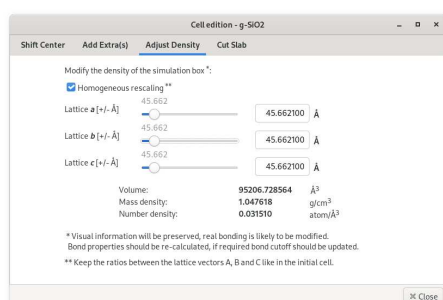 Cell edition - g-SiO2
Shift Center Add Extra(s) Adjust Density Cut Slab
Modify the density of the simulation box *:
Homogeneous rescaling **
45.662
Lattice a [+/- Å] 45.662100 Å
45.662
Lattice b [+/- Å] 45.662100 Å
45.662
Lattice c [+/- Å] 45.662100 Å
Volume: 95206.728564 Å3
Mass density: 1.047618 g/cm3
Number density: 0.031510 atom/Å3
* Visual information will be preserved, real bonding is likely to be modified.
Bond properties should be re-calculated, if required bond cutoff should be updated.
** Keep the ratios between the lattice vectors A, B and C like in the initial cell.
Close